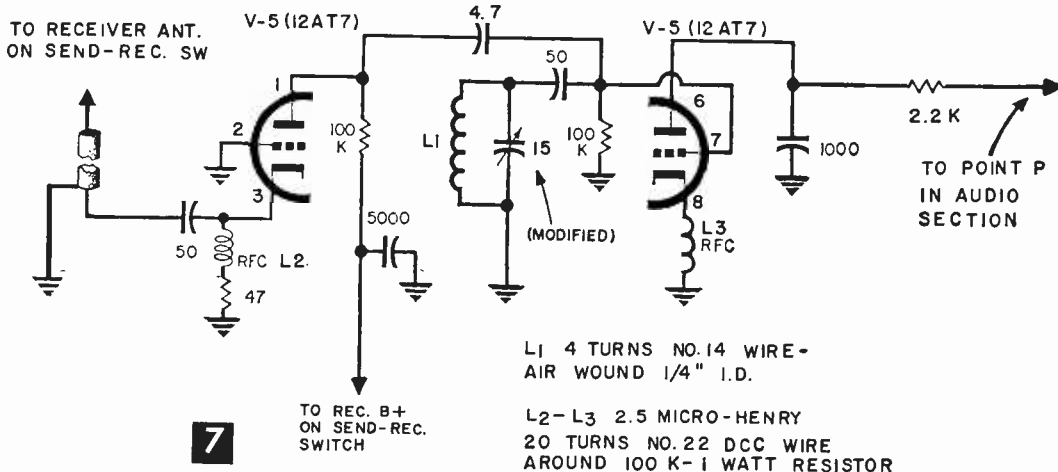 TO RECEIVER ANT.
ON SEND-REC. SW
V-5 (12AT7)
4.7
V-5 (12AT7)
1
2
3
100
K
50
RFC L2.
47
5000
L1
15
(MODIFIED)
50
100
K
6
7
8
L3
RFC
1000
2.2 K
TO POINT P
IN AUDIO
SECTION
TO REC. B+
ON SEND-REC.
SWITCH
7
L1 4 TURNS NO.14 WIRE-
AIR WOUND 1/4" I.D.
L2-L3 2.5 MICRO-HENRY
20 TURNS NO.22 DCC WIRE
AROUND 100 K-1 WATT RESISTOR